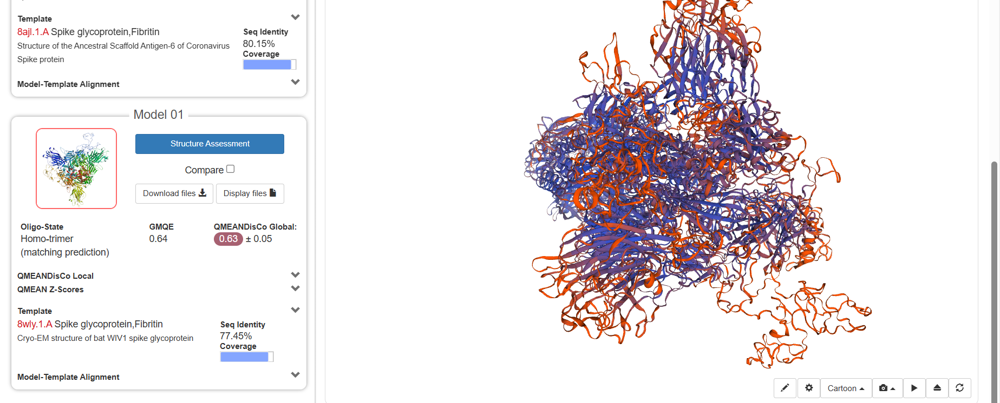 Template
8ajl.1.A Spike glycoprotein,Fibritin
Structure of the Ancestral Scaffold Antigen-6 of Coronavirus
Spike protein
Seq Identity
80.15%
Coverage
Model-Template Alignment
Model 01
Structure Assessment
Compare
Download files
Display files
Oligo-State
Homo-trimer
(matching prediction)
GMQE
0.64
QMEANDisCo Global:
0.63 ± 0.05
QMEANDisCo Local
QMEAN Z-Scores
Template
8wly.1.A Spike glycoprotein,Fibritin
Cryo-EM structure of bat WIV1 spike glycoprotein
Seq Identity
77.45%
Coverage
Model-Template Alignment
Cartoon